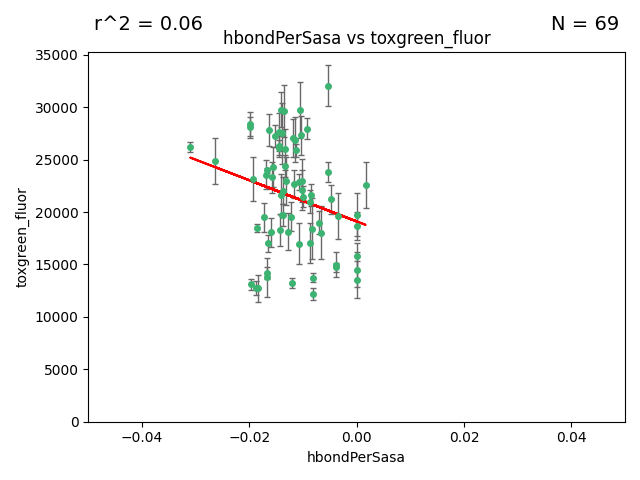 r^2 = 0.06
N = 69
hbondPerSasa vs toxgreen_fluor
35000
30000
25000
20000
15000
10000
5000
0
toxgreen_fluor
−0.04
−0.02
0.00
0.02
0.04
hbondPerSasa